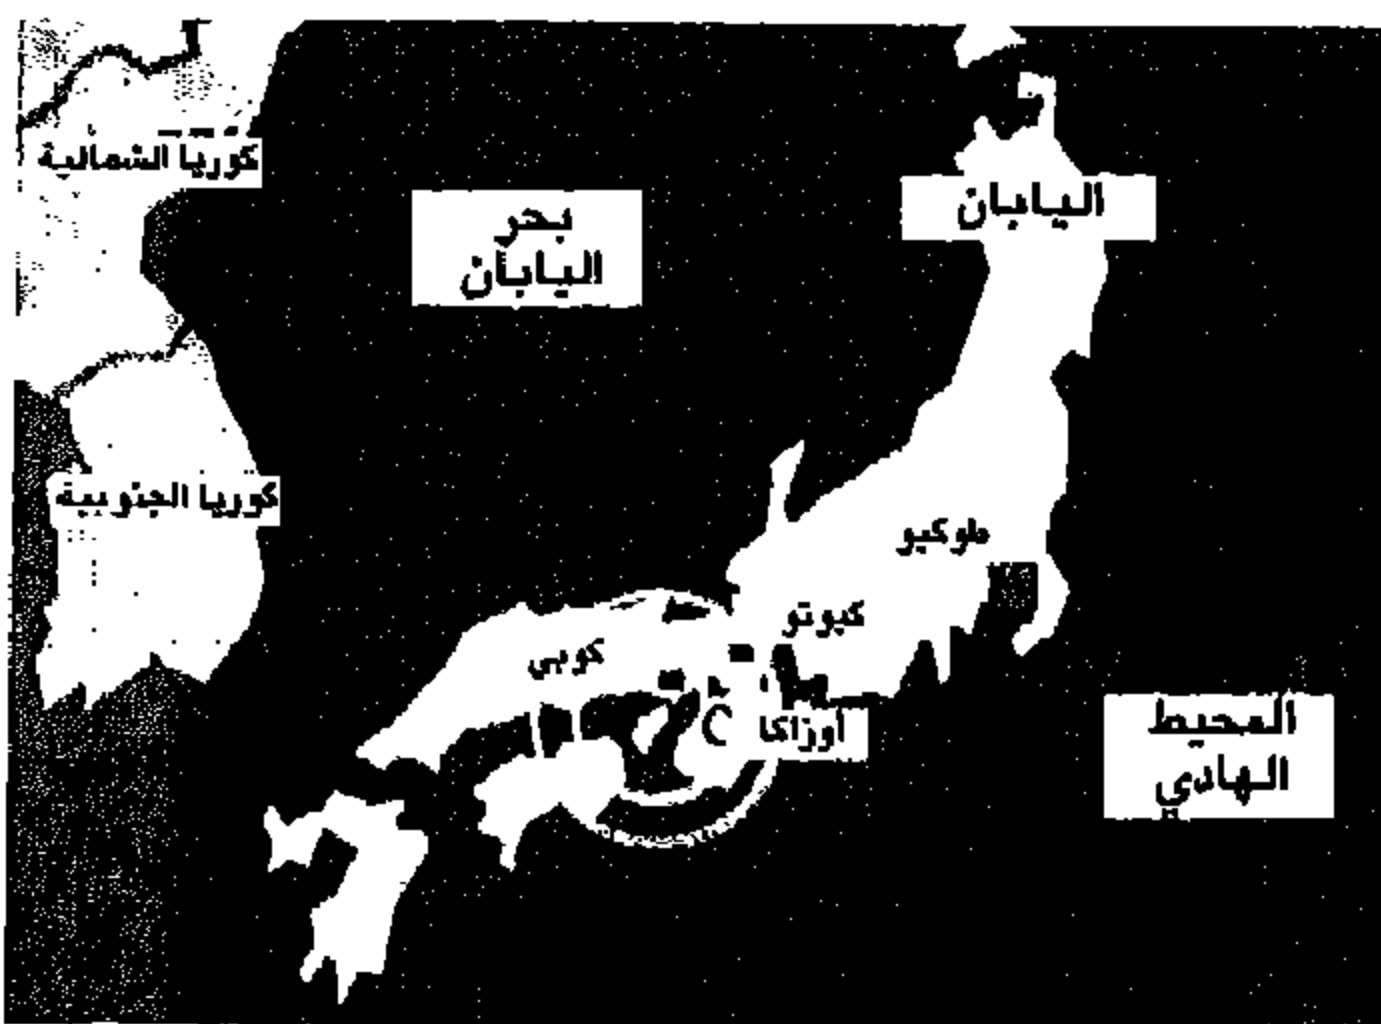 كوريا الشمالية
اليابان
بحر
اليابان
كوريا الجنوبية
طوكيو
كيوتو
كوبي
أوزاكا
المحيط
الهادي